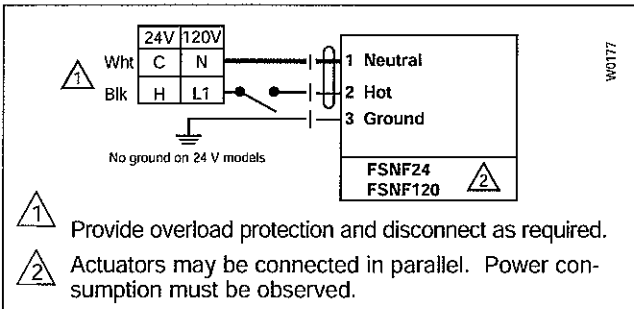 24V 120V
Wht C N 1 Neutral
1
Blk H L1 2 Hot
3 Ground
No ground on 24 V models
FSNF24
FSNF120
2
W0177
1 Provide overload protection and disconnect as required.
2 Actuators may be connected in parallel. Power con-
sumption must be observed.